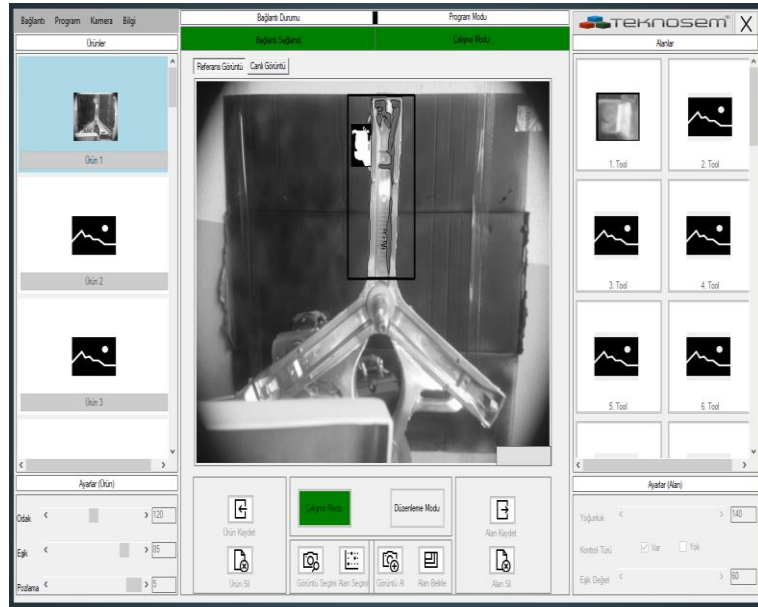 Bağlantı Program Kamera Bilgi
Bağlantı Durumu
Program Modu
TEKNOSEM
X
Ürünler
Bağlantı Sağlandı
Çalışma Modu
Alanlar
Referans Görüntü
Canlı Görüntü
Ürün 1
Ürün 2
Ürün 3
1. Tool
2. Tool
3. Tool
4. Tool
5. Tool
6. Tool
Ayarlar (Ürün)
Odak
120
Eşik
85
Pozlama
5
Ürün Kaydet
Ürün Sil
Çalışma Modu
Düzenleme Modu
Görüntü Seçimi
Alan Seçimi
Görüntü Al
Alan Belirle
Alan Kaydet
Alan Sil
Ayarlar (Alan)
Yoğunluk
140
Kontrol Türü
Var
Yok
Eşik Değeri
60